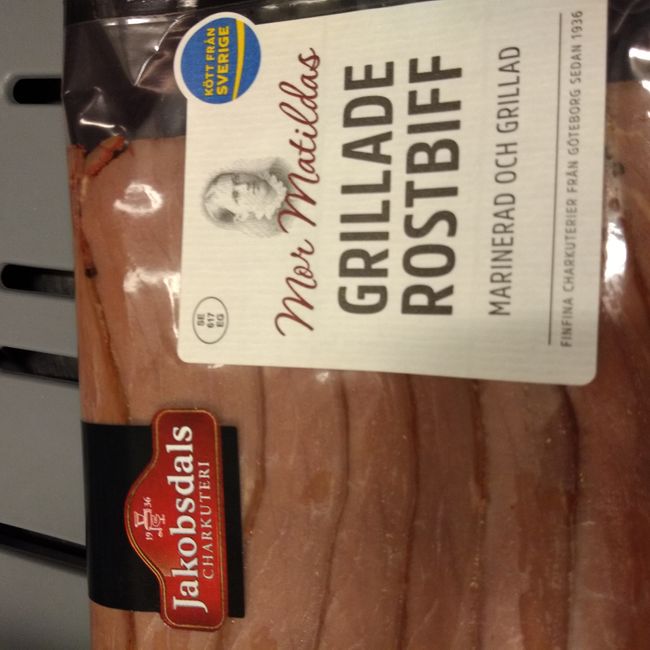 KÖTT FRÅN
SVERIGE
Mor Matildas
GRILLADE
ROSTBIFF
MARINERAD OCH GRILLAD
FINFINA CHARKUTERIER FRÅN GÖTEBORG SEDAN 1936
SE
617
EG
19 36
Jakobsdals
CHARKUTERI